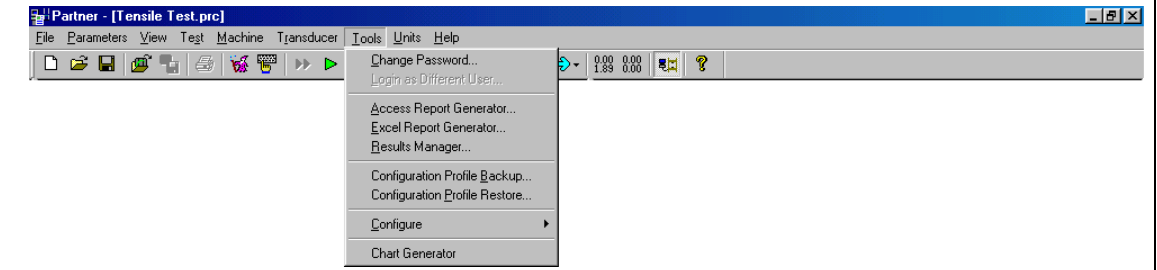 Partner - [Tensile Test.prc]
File Parameters View Test Machine Transducer Tools Units Help
0.00 0.00
1.89 0.00
?
Change Password...
Login as Different User...
Access Report Generator...
Excel Report Generator...
Results Manager...
Configuration Profile Backup...
Configuration Profile Restore...
Configure
Chart Generator